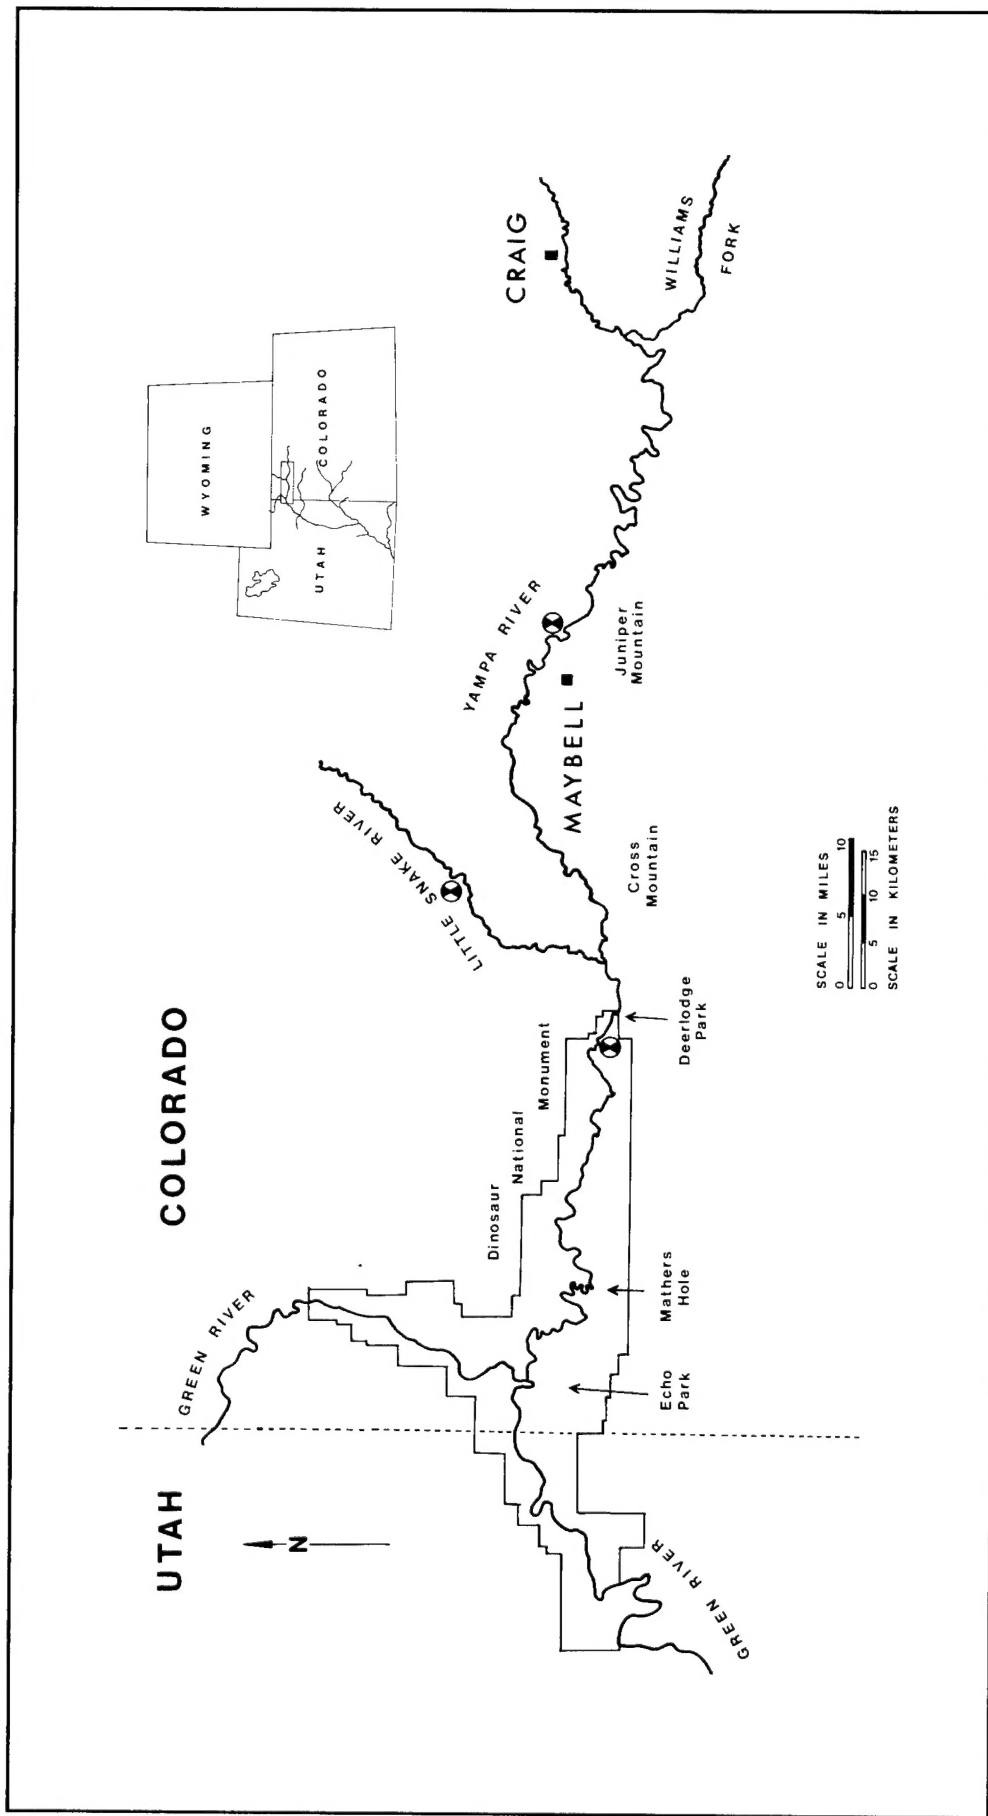 UTAH
COLORADO
N
GREEN RIVER
LITTLE SNAKE RIVER
YAMPA RIVER
WYOMING
UTAH
COLORADO
CRAIG
WILLIAMS
FORK
Dinosaur
National
Monument
MAYBELL
Juniper
Mountain
Cross
Mountain
Deerlodge
Park
Mathers
Hole
Echo
Park
GREEN RIVER
SCALE IN MILES
0 5 10
0 5 10 15
SCALE IN KILOMETERS